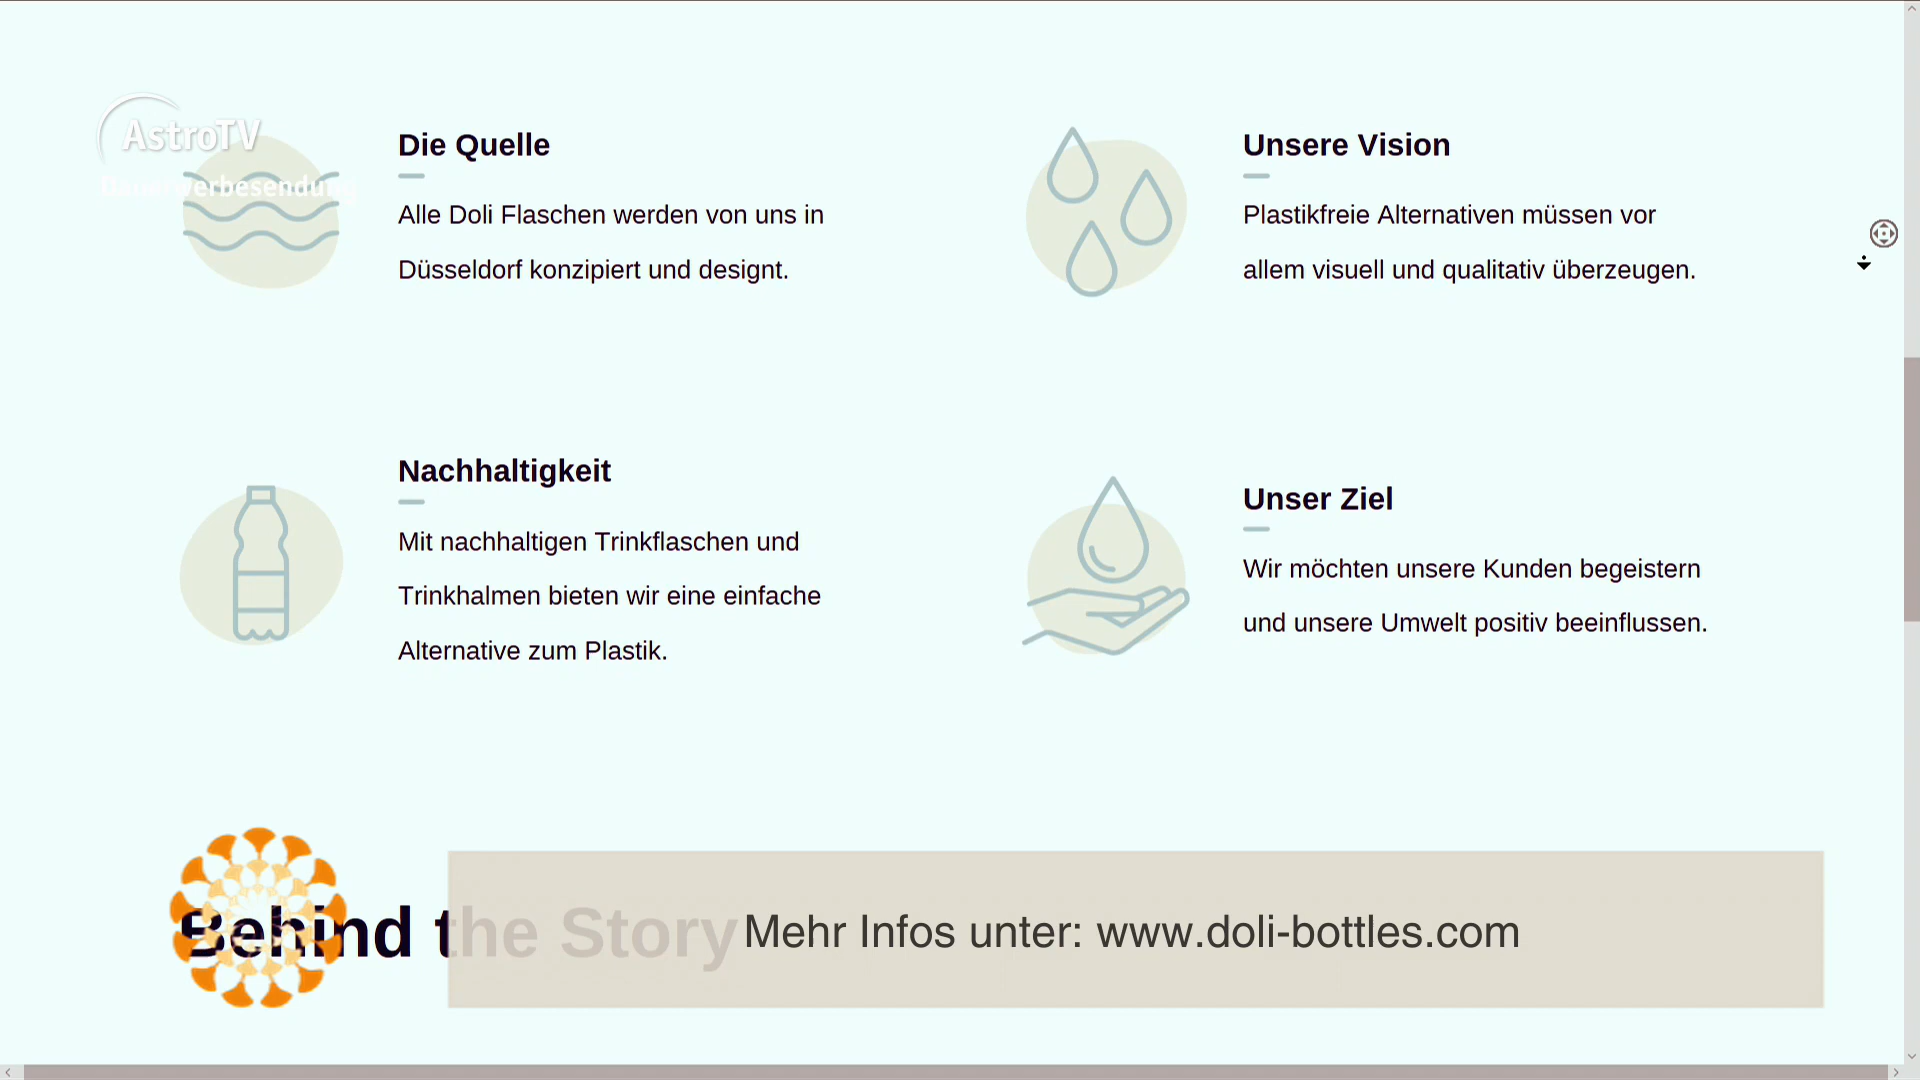 AstroTV
Dauerwerbesendung
Die Quelle
Alle Doli Flaschen werden von uns in
Düsseldorf konzipiert und designt.
Unsere Vision
Plastikfreie Alternativen müssen vor
allem visuell und qualitativ überzeugen.
Nachhaltigkeit
Mit nachhaltigen Trinkflaschen und
Trinkhalmen bieten wir eine einfache
Alternative zum Plastik.
Unser Ziel
Wir möchten unsere Kunden begeistern
und unsere Umwelt positiv beeinflussen.
Behind the Story
Mehr Infos unter: www.doli-bottles.com